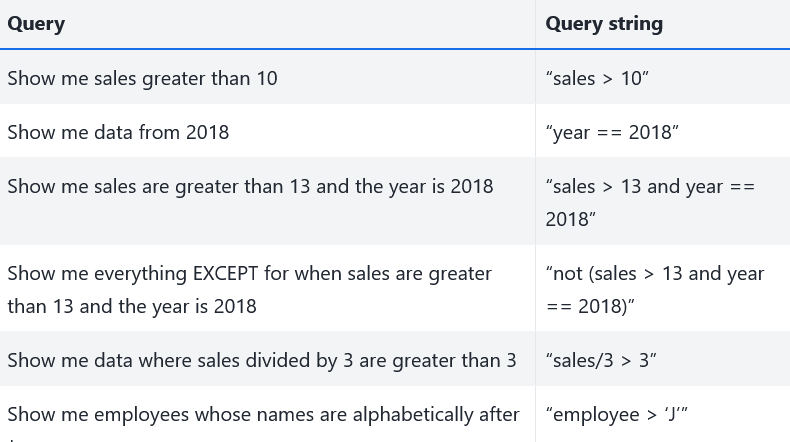 Query
Query string
Show me sales greater than 10
“sales > 10”
Show me data from 2018
“year == 2018”
Show me sales are greater than 13 and the year is 2018
“sales > 13 and year ==
2018”
Show me everything EXCEPT for when sales are greater
than 13 and the year is 2018
“not (sales > 13 and year
== 2018)”
Show me data where sales divided by 3 are greater than 3
“sales/3 > 3”
Show me employees whose names are alphabetically after
“employee > ‘J’”